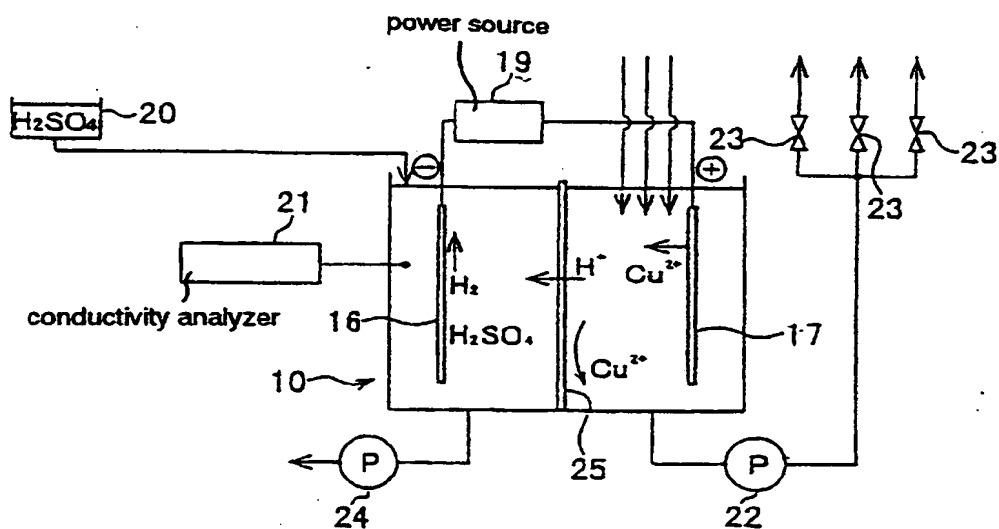 power source
19
H₂SO₄
20
23
23
23
⊖
⊕
21
conductivity analyzer
H₂
H⁺
Cu²⁺
16
H₂SO₄
17
10
Cu²⁺
25
P
24
P
22